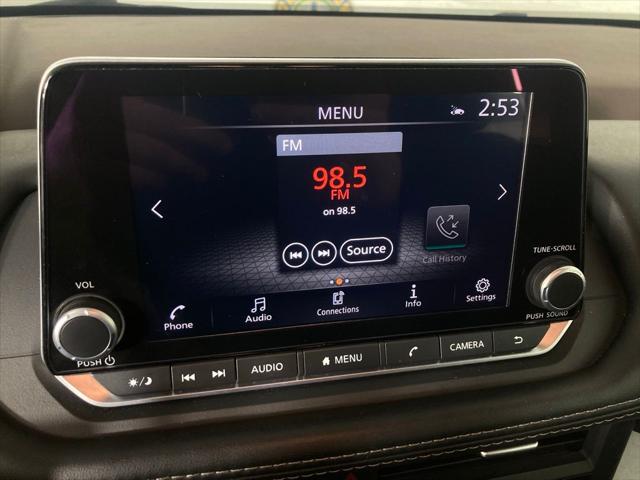 MENU
2:53
FM
98.5
FM
on 98.5
Source
Call History
TUNE·SCROLL
VOL
Phone
Audio
Connections
Info
Settings
PUSH SOUND
PUSH
AUDIO
MENU
CAMERA